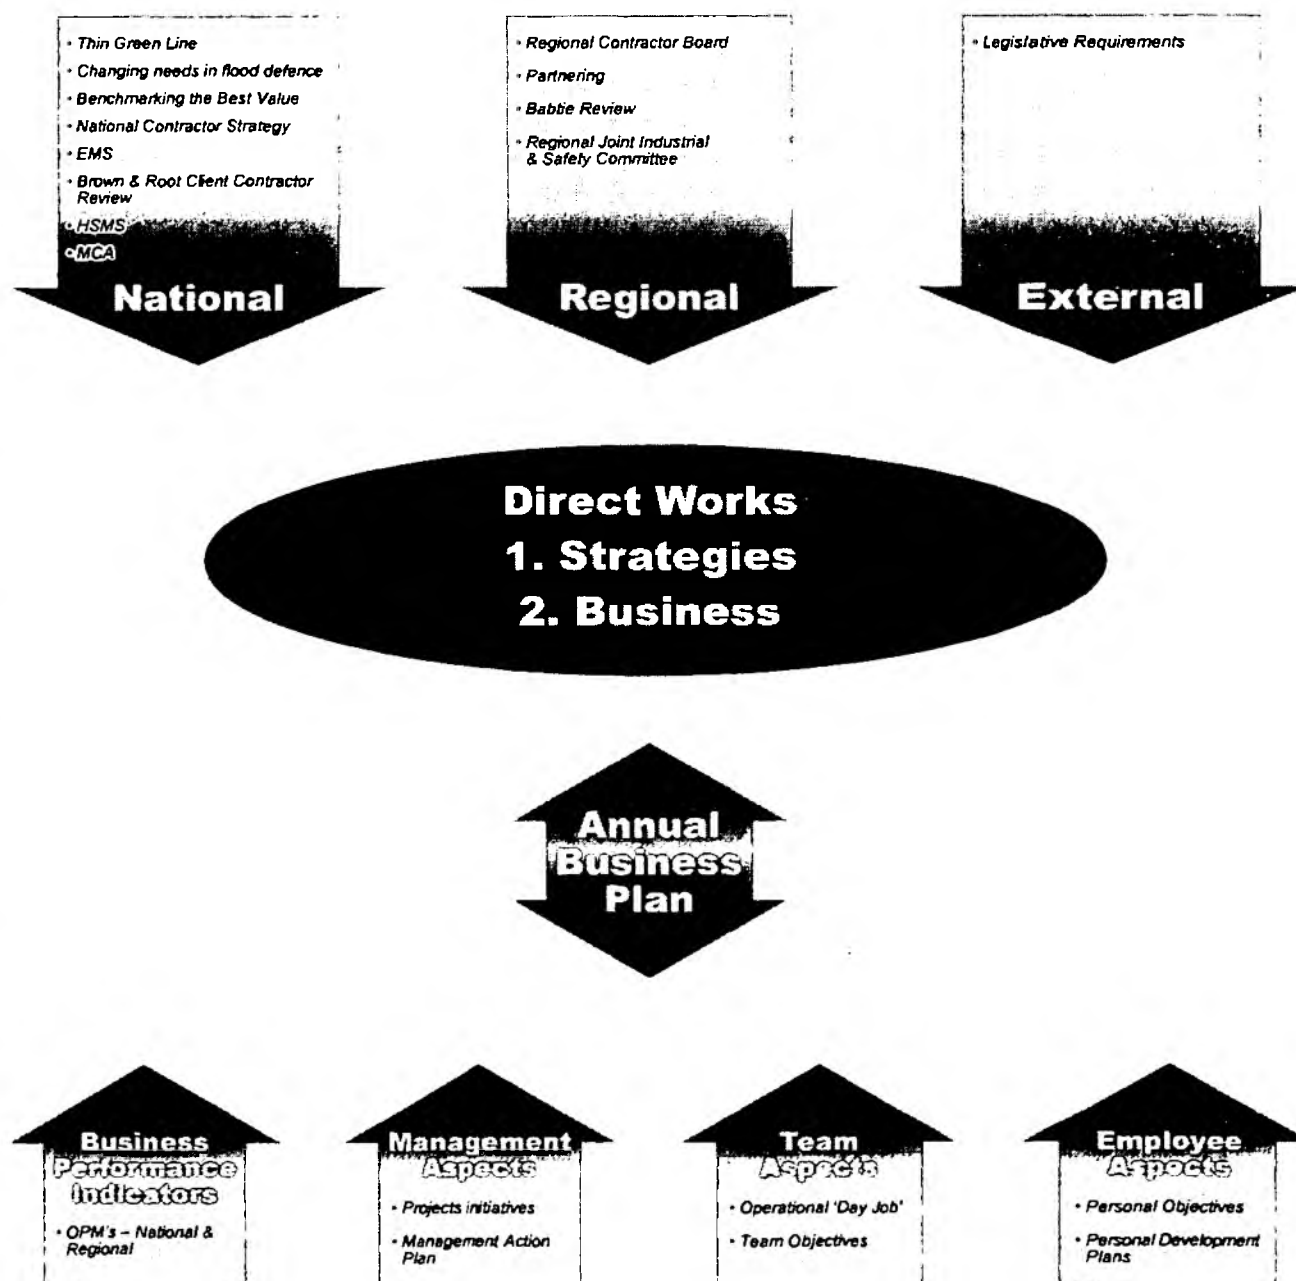 • Thin Green Line
• Changing needs in flood defence
• Benchmarking the Best Value
• National Contractor Strategy
• EMS
• Brown & Root Client Contractor
Review
• HSMS
• MCA
National
• Regional Contractor Board
• Partnering
• Babtie Review
• Regional Joint Industrial
& Safety Committee
Regional
• Legislative Requirements
External
Direct Works
1. Strategies
2. Business
Annual
Business
Plan
Business
Performance
Indicators
• OPM's – National &
Regional
Management
Aspects
• Projects initiatives
• Management Action
Plan
Team
Aspects
• Operational 'Day Job'
• Team Objectives
Employee
Aspects
• Personal Objectives
• Personal Development
Plans